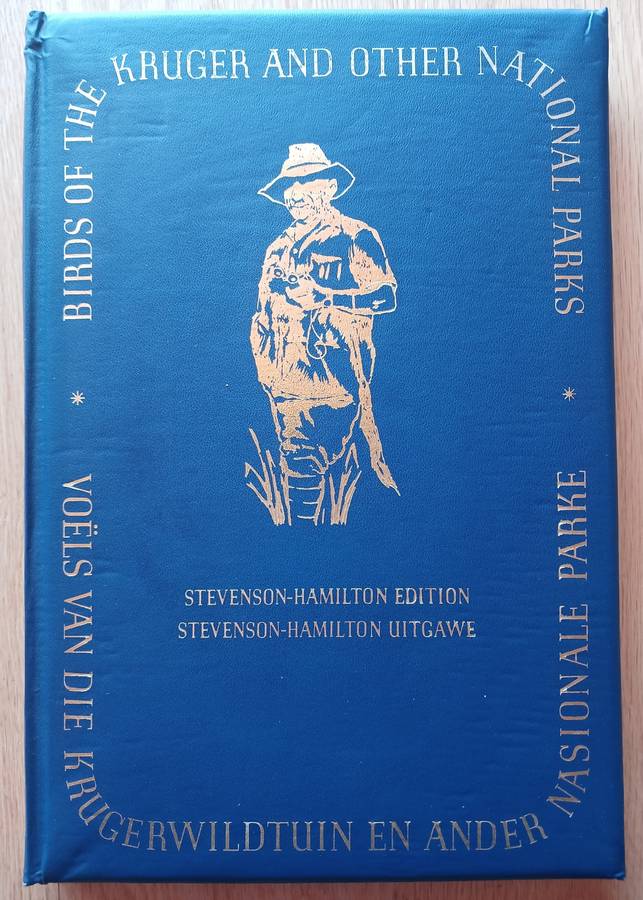 BIRDS OF THE KRUGER AND OTHER NATIONAL PARKS
VOËLS VAN DIE KRUGERWILDTUIN EN ANDER NASIONALE PARKE
STEVENSON-HAMILTON EDITION
STEVENSON-HAMILTON UITGAWE